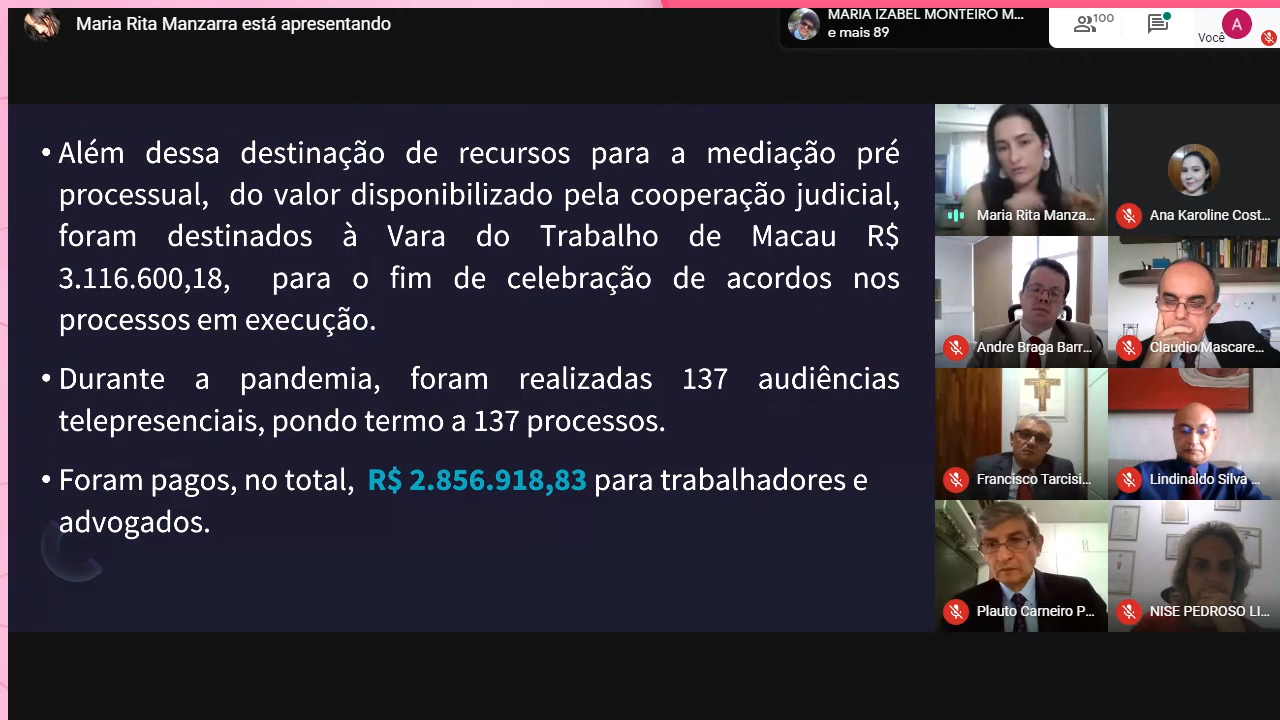 Maria Rita Manzarra está apresentando
MARIA IZABEL MONTEIRO M...
e mais 89
100
A
Você
• Além dessa destinação de recursos para a mediação pré
processual, do valor disponibilizado pela cooperação judicial,
foram destinados à Vara do Trabalho de Macau R$
3.116.600,18, para o fim de celebração de acordos nos
processos em execução.
• Durante a pandemia, foram realizadas 137 audiências
telepresenciais, pondo termo a 137 processos.
• Foram pagos, no total, R$ 2.856.918,83 para trabalhadores e
advogados.
Maria Rita Manza...
Ana Karoline Cost...
Andre Braga Barr...
Claudio Mascare...
Francisco Tarcisi...
Lindinaldo Silva ...
Plauto Carneiro P...
NISE PEDROSO LI...